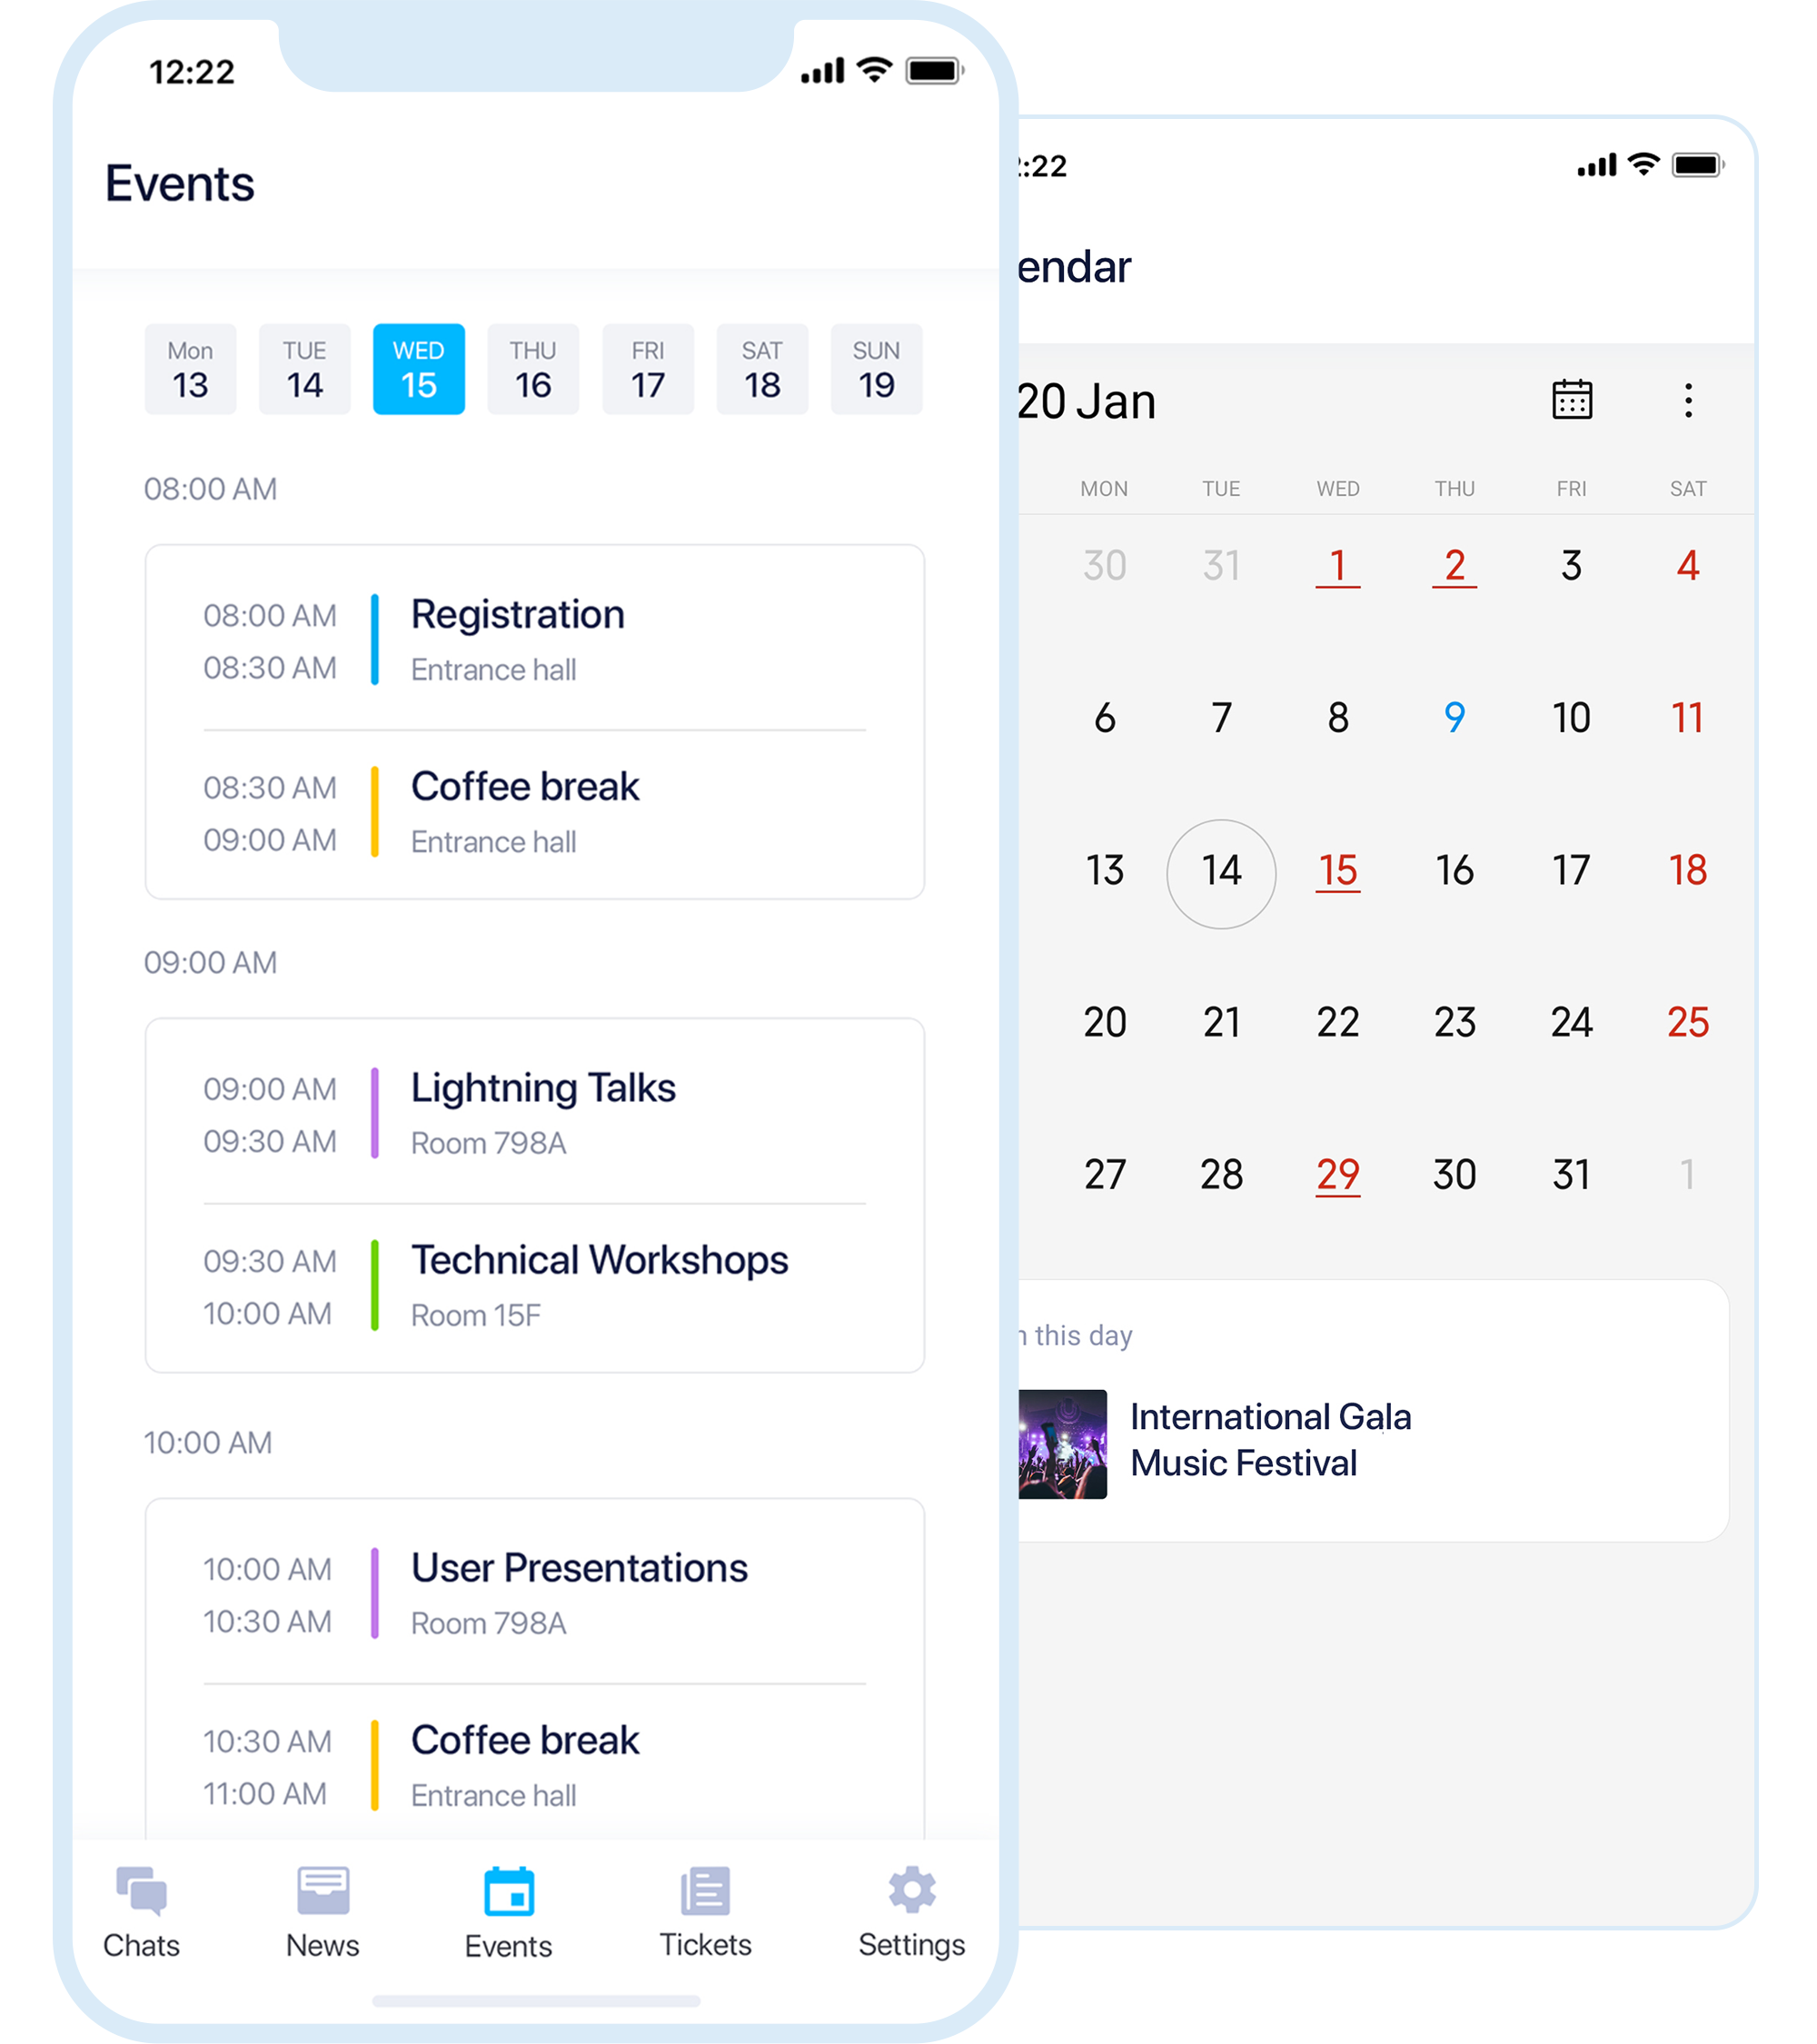 12:22
Events
Mon TUE WED THU FRI SAT SUN
13 14 15 16 17 18 19
08:00 AM
08:00 AM Registration
08:30 AM Entrance hall
08:30 AM Coffee break
09:00 AM Entrance hall
09:00 AM
09:00 AM Lightning Talks
09:30 AM Room 798A
09:30 AM Technical Workshops
10:00 AM Room 15F
10:00 AM
10:00 AM User Presentations
10:30 AM Room 798A
10:30 AM Coffee break
11:00 AM Entrance hall
Chats News Events Tickets Settings
:22
endar
20 Jan
MON TUE WED THU FRI SAT
30 31 1 2 3 4
6 7 8 9 10 11
13 14 15 16 17 18
20 21 22 23 24 25
27 28 29 30 31 1
this day
International Gala
Music Festival